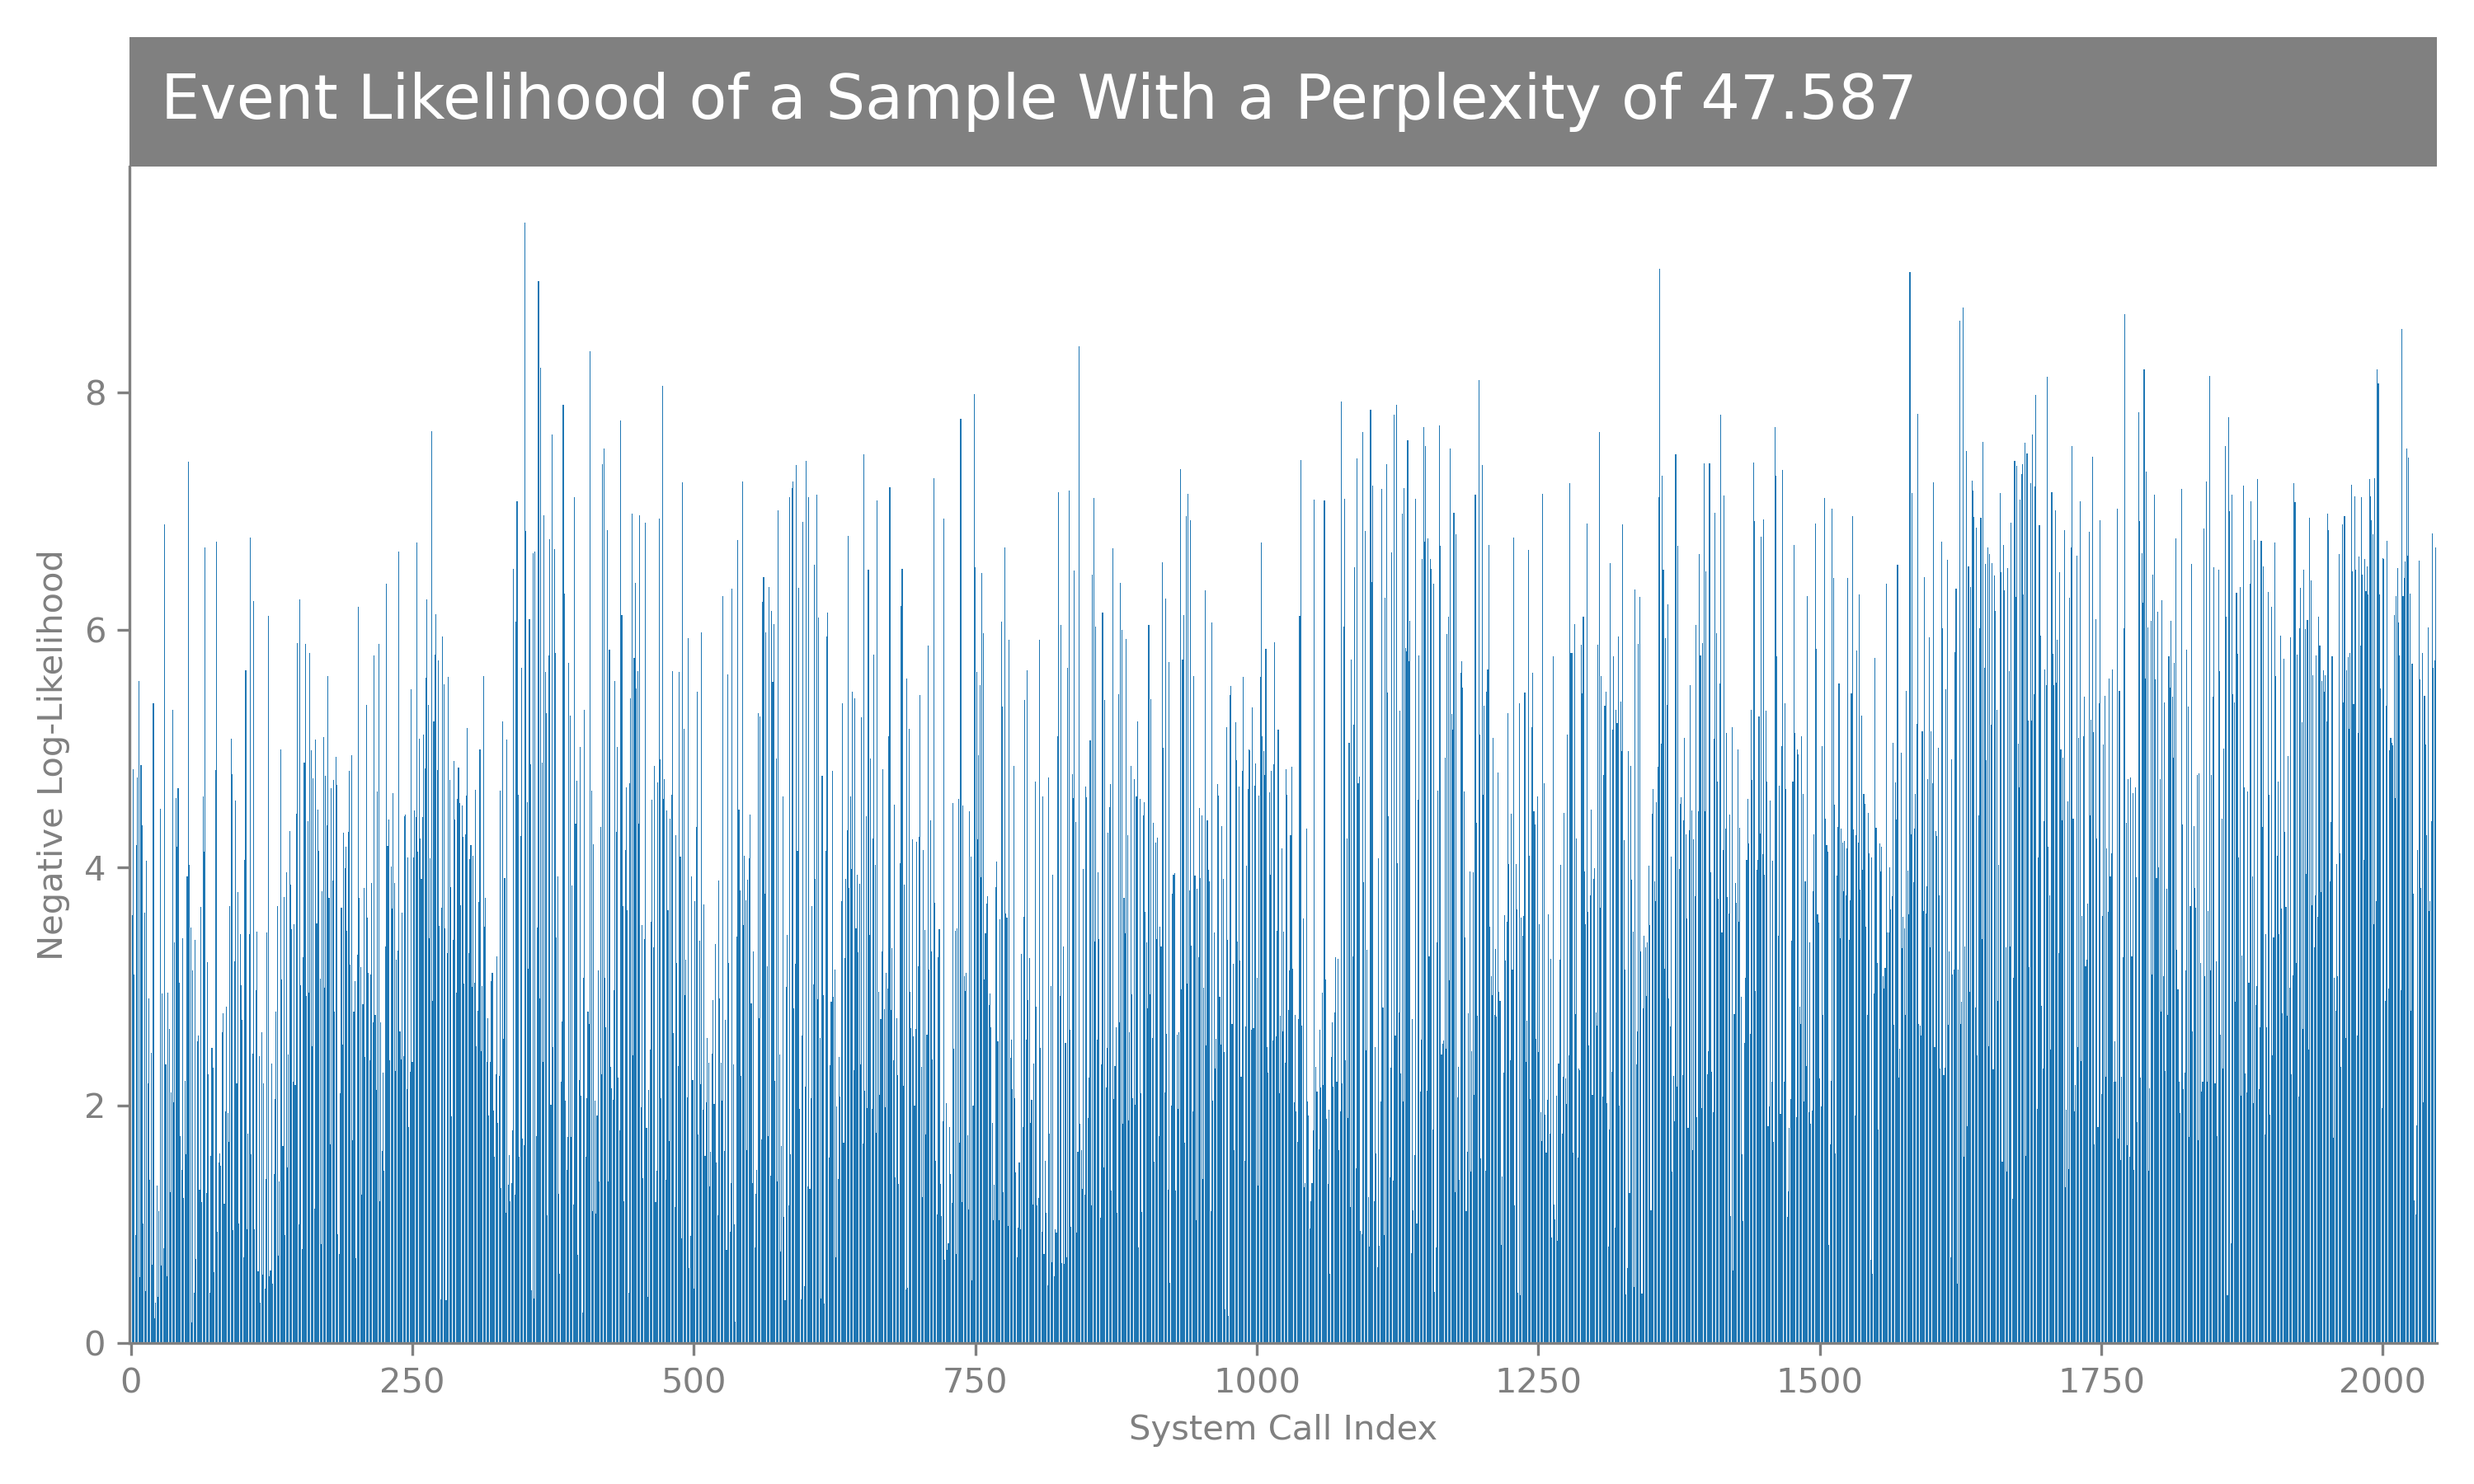 Event Likelihood of a Sample With a Perplexity of 47.587
Negative Log-Likelihood
8
6
4
2
0
0 250 500 750 1000 1250 1500 1750 2000
System Call Index